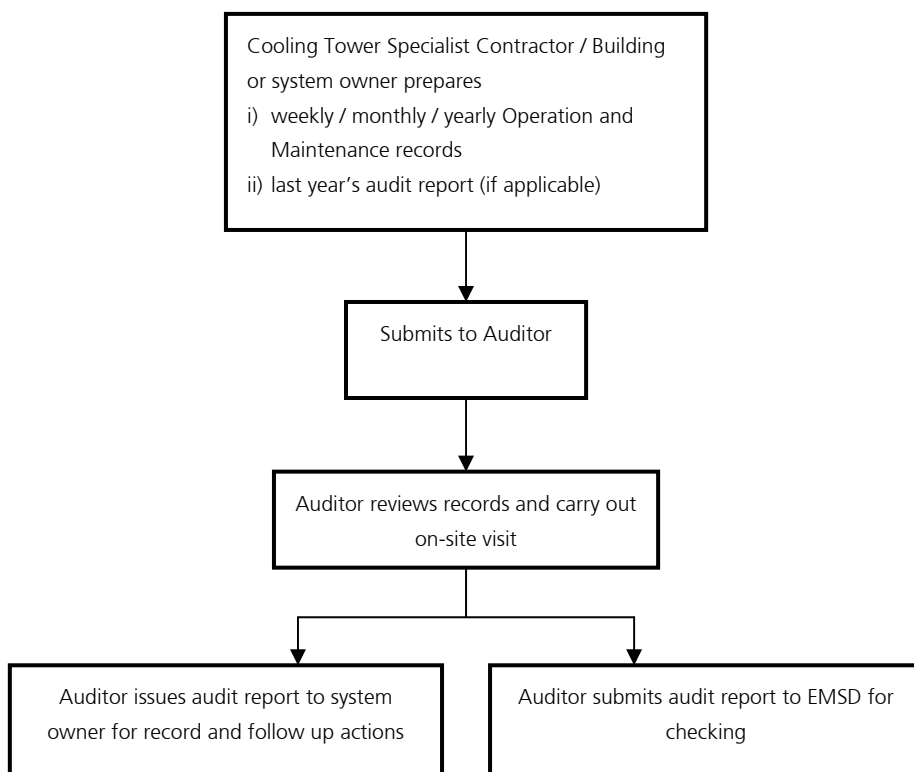 Cooling Tower Specialist Contractor / Building
or system owner prepares
i) weekly / monthly / yearly Operation and
Maintenance records
ii) last year’s audit report (if applicable)
Submits to Auditor
Auditor reviews records and carry out
on-site visit
Auditor issues audit report to system
owner for record and follow up actions
Auditor submits audit report to EMSD for
checking